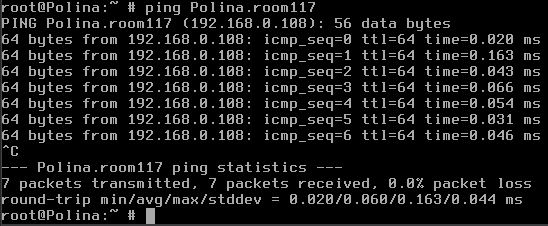 root@Polina:~ # ping Polina.room117
PING Polina.room117 (192.168.0.108): 56 data bytes
64 bytes from 192.168.0.108: icmp_seq=0 ttl=64 time=0.020 ms
64 bytes from 192.168.0.108: icmp_seq=1 ttl=64 time=0.163 ms
64 bytes from 192.168.0.108: icmp_seq=2 ttl=64 time=0.043 ms
64 bytes from 192.168.0.108: icmp_seq=3 ttl=64 time=0.066 ms
64 bytes from 192.168.0.108: icmp_seq=4 ttl=64 time=0.054 ms
64 bytes from 192.168.0.108: icmp_seq=5 ttl=64 time=0.031 ms
64 bytes from 192.168.0.108: icmp_seq=6 ttl=64 time=0.046 ms
^C
--- Polina.room117 ping statistics ---
7 packets transmitted, 7 packets received, 0.0% packet loss
round-trip min/avg/max/stddev = 0.020/0.060/0.163/0.044 ms
root@Polina:~ #